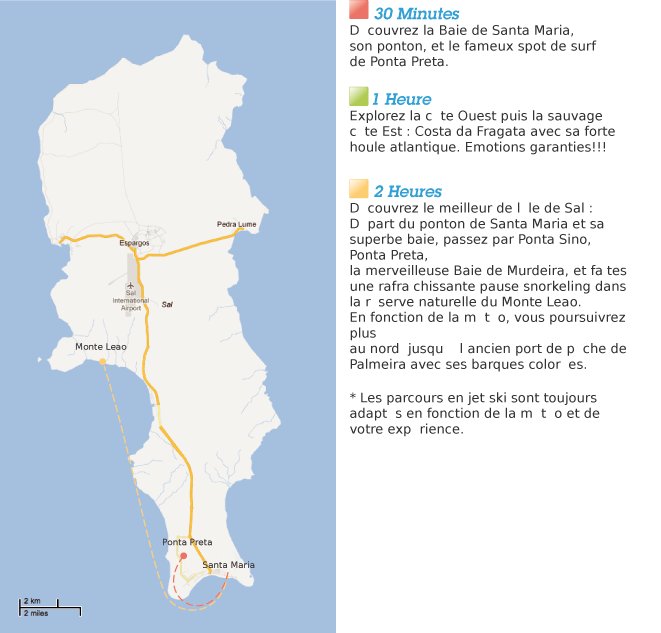 Pedra Lume
Espargos
Sal
International
Airport
Sal
Monte Leao
Ponta Preta
Santa Maria
2 km
2 miles
30 Minutes
D couvrez la Baie de Santa Maria,
son ponton, et le fameux spot de surf
de Ponta Preta.
1 Heure
Explorez la c te Ouest puis la sauvage
c te Est : Costa da Fragata avec sa forte
houle atlantique. Emotions garanties!!!
2 Heures
D couvrez le meilleur de l le de Sal :
D part du ponton de Santa Maria et sa
superbe baie, passez par Ponta Sino,
Ponta Preta,
la merveilleuse Baie de Murdeira, et fa tes
une rafra chissante pause snorkeling dans
la r serve naturelle du Monte Leao.
En fonction de la m t o, vous poursuivrez
plus
au nord jusqu l ancien port de p che de
Palmeira avec ses barques color es.
* Les parcours en jet ski sont toujours
adapt s en fonction de la m t o et de
votre exp rience.